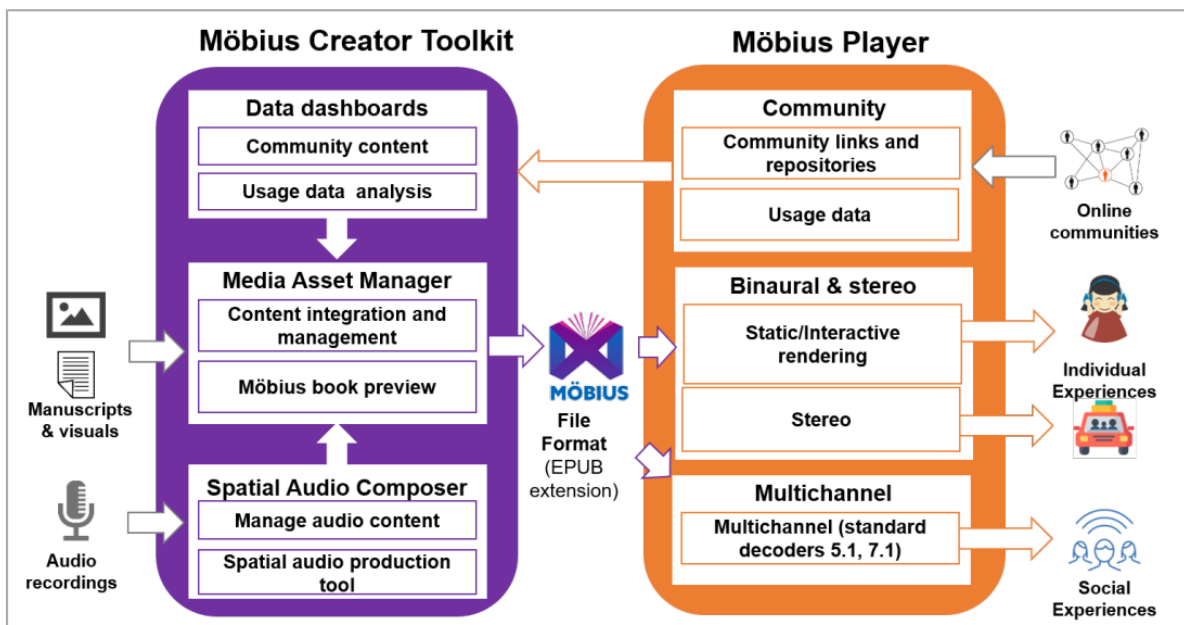 Möbius Creator Toolkit
Möbius Player
Data dashboards
Community content
Usage data analysis
Media Asset Manager
Content integration and
management
Möbius book preview
Spatial Audio Composer
Manage audio content
Spatial audio production
tool
Manuscripts
& visuals
Audio
recordings
MÖBIUS
File
Format
(EPUB
extension)
Community
Community links and
repositories
Usage data
Binaural & stereo
Static/Interactive
rendering
Stereo
Multichannel
Multichannel (standard
decoders 5.1, 7.1)
Online
communities
Individual
Experiences
Social
Experiences